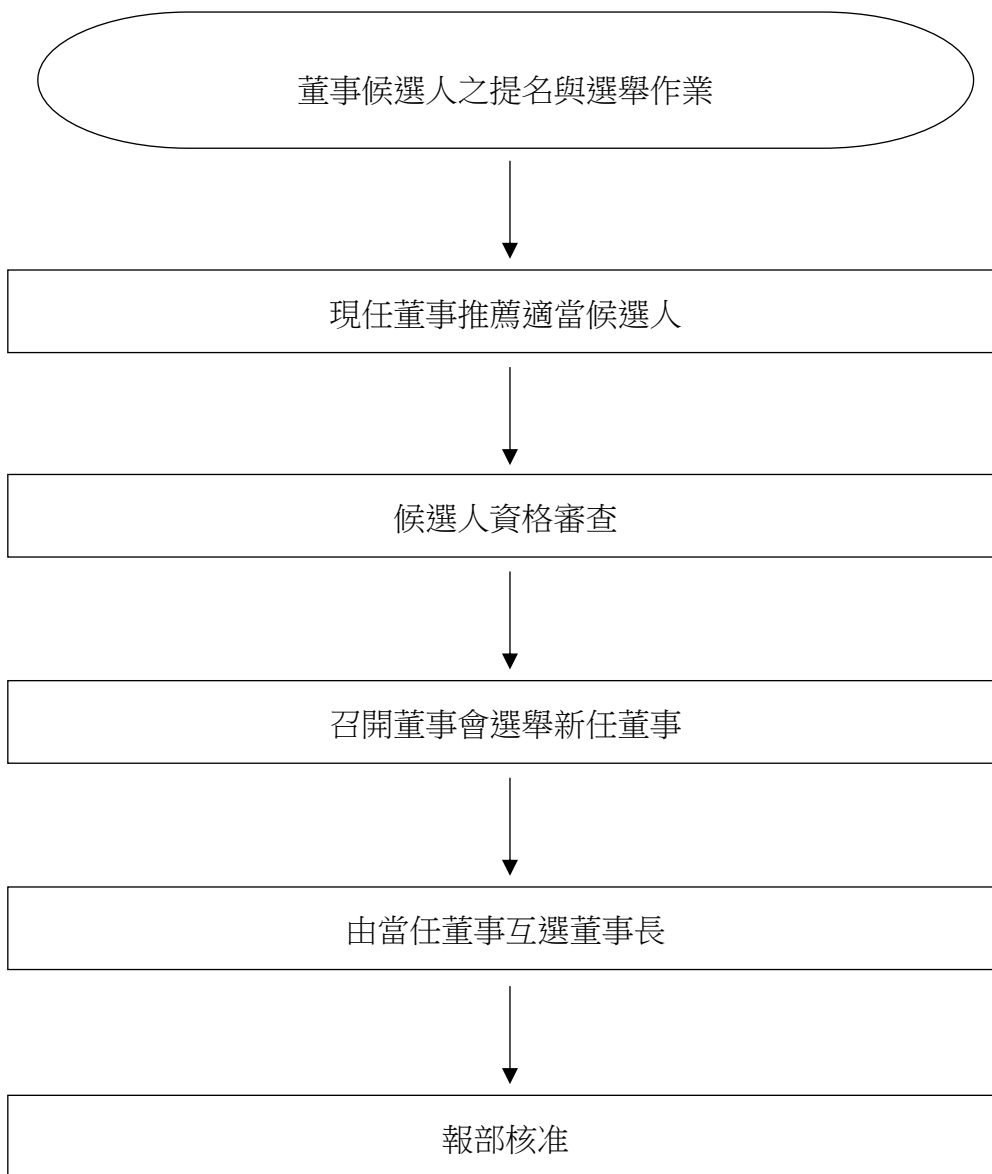 董事候選人之提名與選舉作業
現任董事推薦適當候選人
候選人資格審查
召開董事會選舉新任董事
由當任董事互選董事長
報部核准